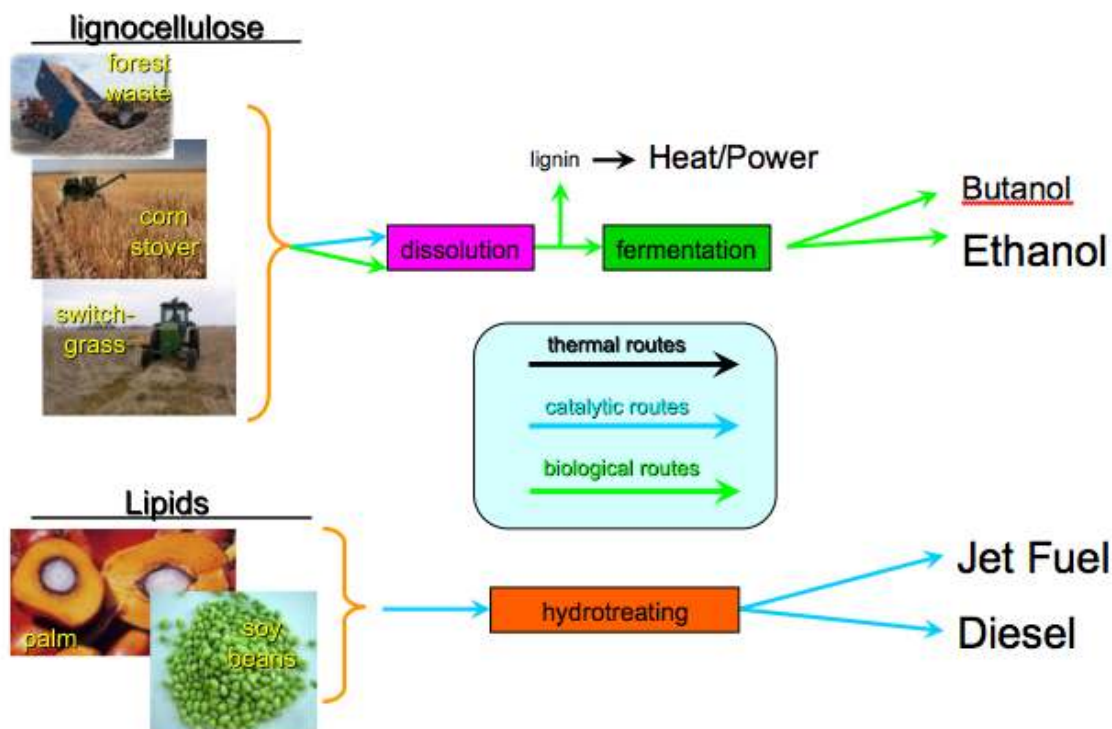 lignocellulose
forest
waste
corn
stover
switch-
grass
lignin
Heat/Power
dissolution
fermentation
Butanol
Ethanol
thermal routes
catalytic routes
biological routes
Lipids
palm
soy
beans
hydrotreating
Jet Fuel
Diesel